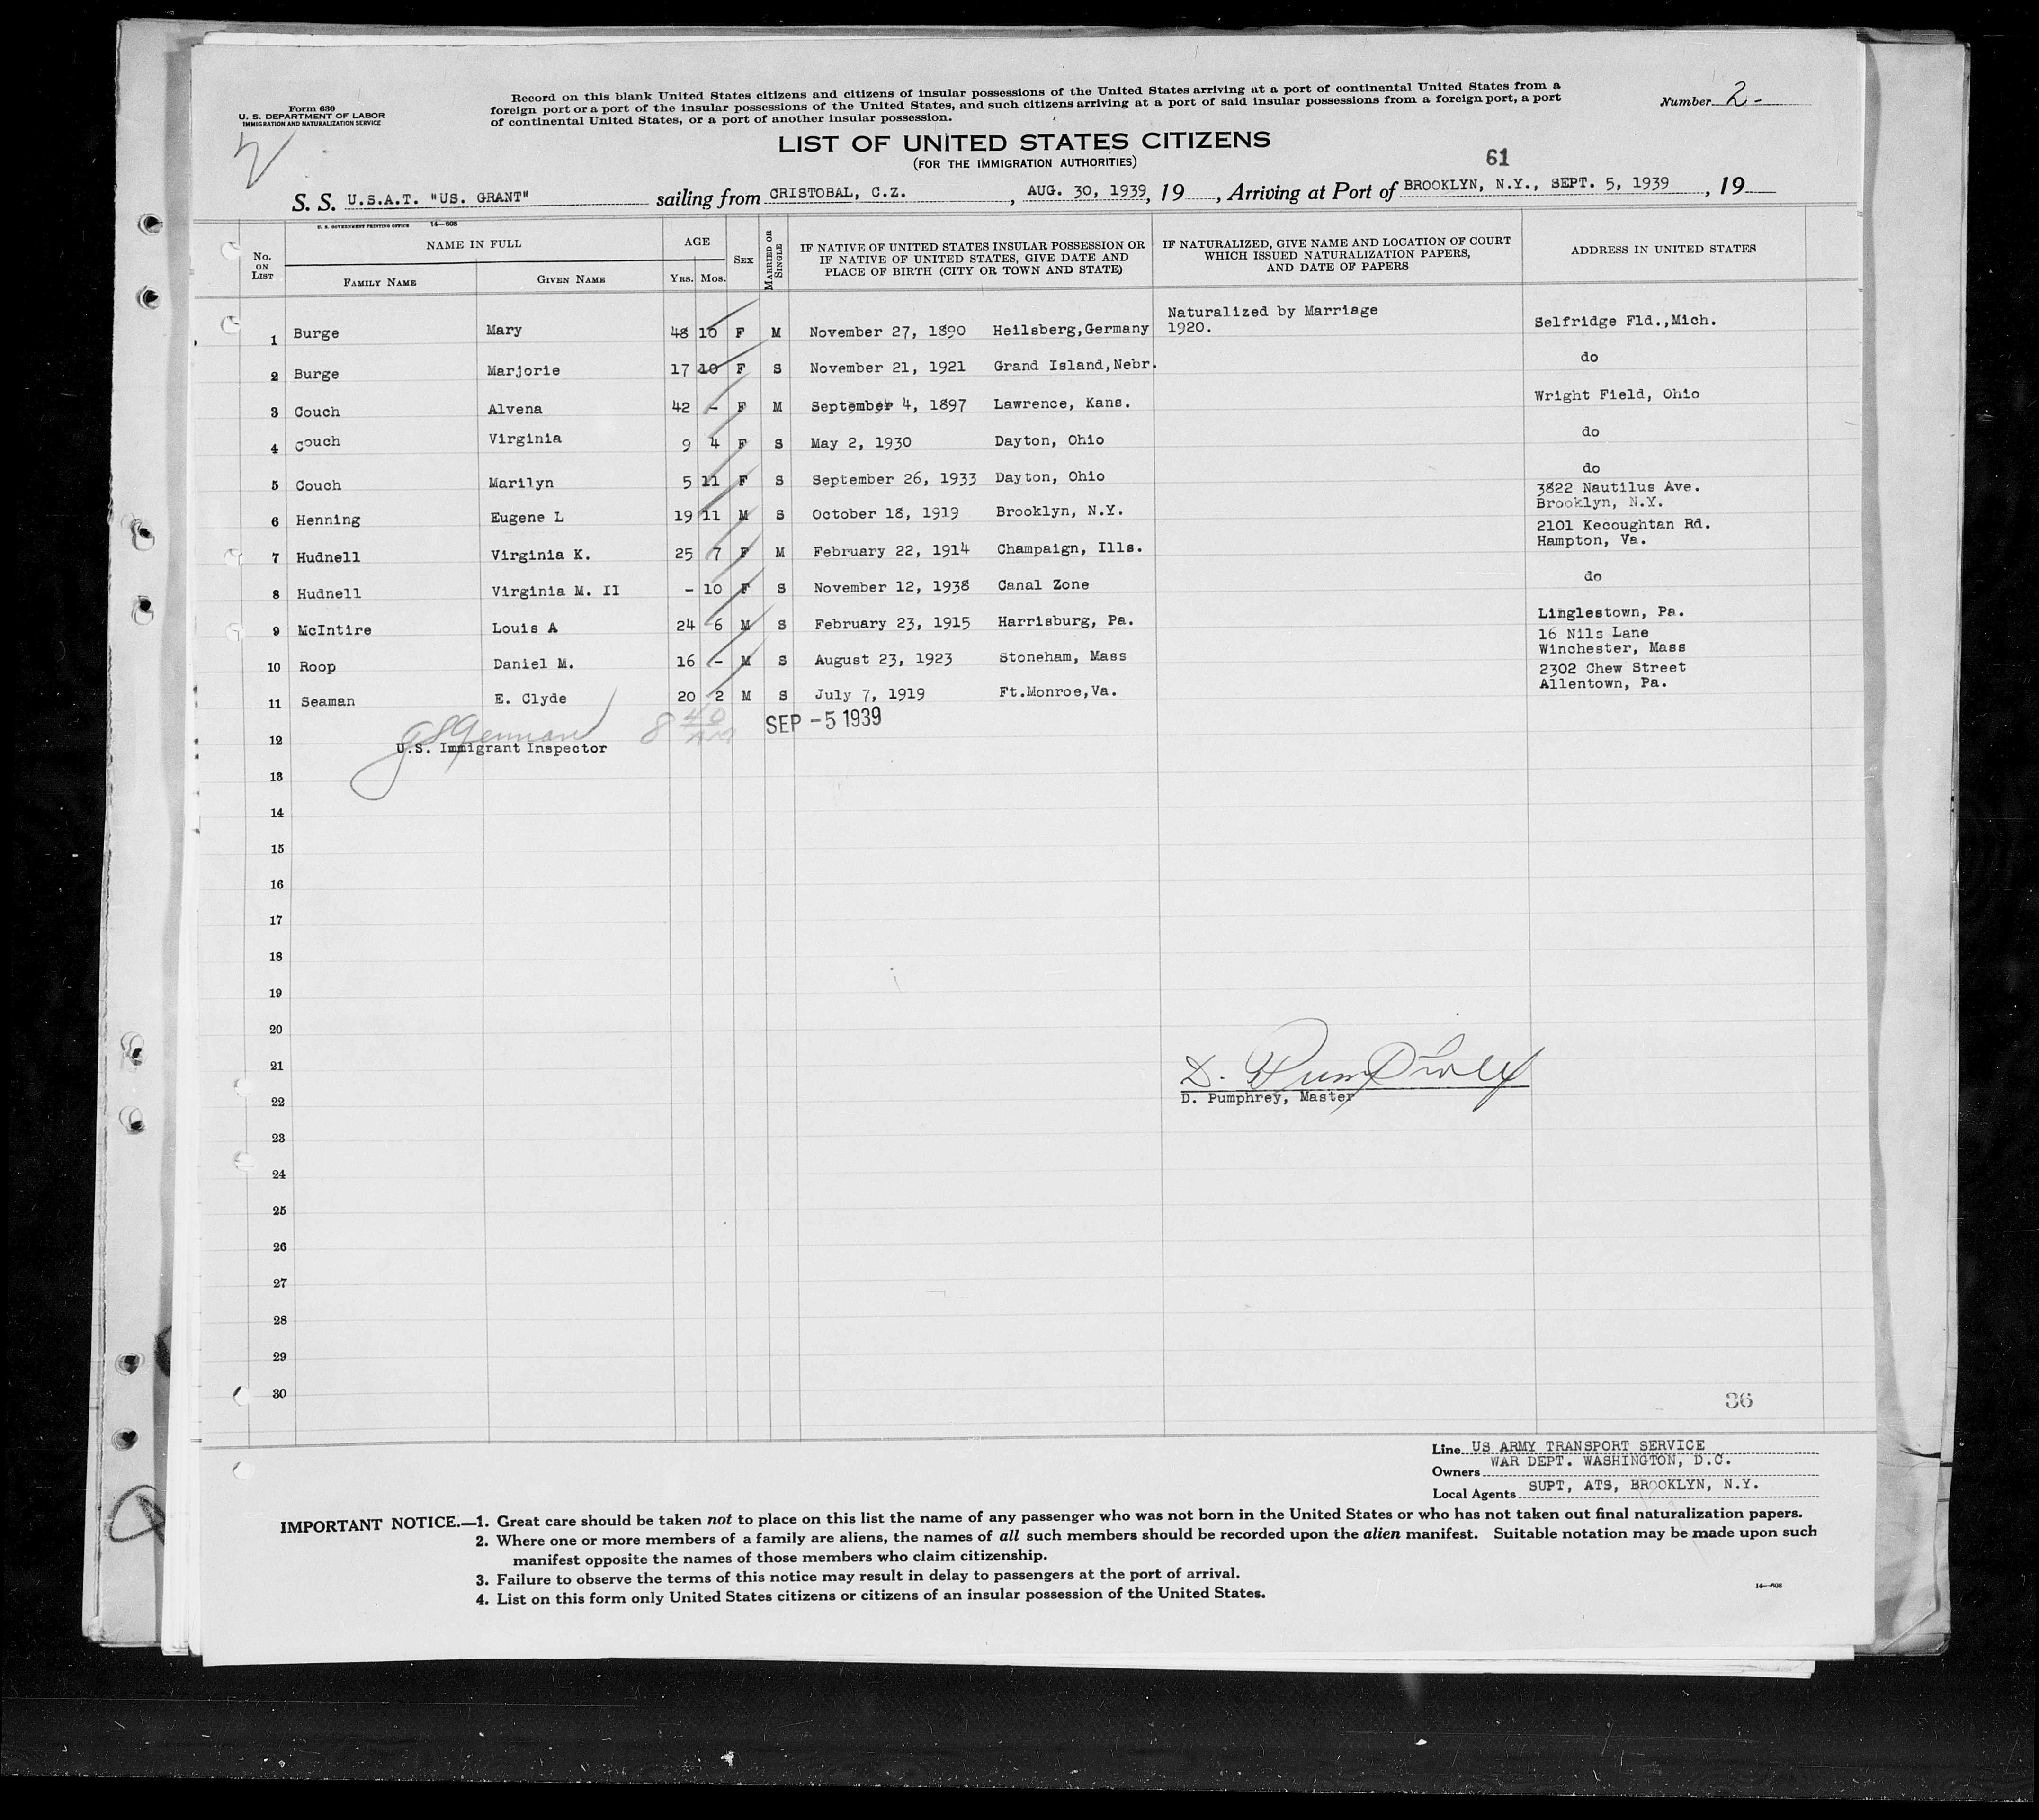 Form 630
U. S. DEPARTMENT OF LABOR
IMMIGRATION AND NATURALIZATION SERVICE
Record on this blank United States citizens and citizens of insular possessions of the United States arriving at a port of continental United States from a
foreign port or a port of the insular possessions of the United States, and such citizens arriving at a port of said insular possessions from a foreign port, a port
of continental United States, or a port of another insular possession.
Number 2-
LIST OF UNITED STATES CITIZENS
(FOR THE IMMIGRATION AUTHORITIES)
61
S. S. U.S.A.T. "US. GRANT" sailing from CRISTOBAL, C.Z. , AUG. 30, 1939, 19 , Arriving at Port of BROOKLYN, N.Y., SEPT. 5, 1939 , 19
U. S. GOVERNMENT PRINTING OFFICE 14—608
No. ON LIST NAME IN FULL FAMILY NAME GIVEN NAME AGE YRS. MOS. SEX MARRIED OR SINGLE IF NATIVE OF UNITED STATES INSULAR POSSESSION OR IF NATIVE OF UNITED STATES, GIVE DATE AND PLACE OF BIRTH (CITY OR TOWN AND STATE) IF NATURALIZED, GIVE NAME AND LOCATION OF COURT WHICH ISSUED NATURALIZATION PAPERS, AND DATE OF PAPERS ADDRESS IN UNITED STATES
1 Burge Mary 48 10 F M November 27, 1890 Heilsberg,Germany Naturalized by Marriage 1920. Selfridge Fld.,Mich.
2 Burge Marjorie 17 10 F S November 21, 1921 Grand Island,Nebr. do
3 Couch Alvena 42 - F M September 4, 1897 Lawrence, Kans. Wright Field, Ohio
4 Couch Virginia 9 4 F S May 2, 1930 Dayton, Ohio do
5 Couch Marilyn 5 11 F S September 26, 1933 Dayton, Ohio do
6 Henning Eugene L 19 11 M S October 18, 1919 Brooklyn, N.Y. 3822 Nautilus Ave. Brooklyn, N.Y.
7 Hudnell Virginia K. 25 7 F M February 22, 1914 Champaign, Ills. 2101 Kecoughtan Rd. Hampton, Va.
8 Hudnell Virginia M. II - 10 F S November 12, 1938 Canal Zone do
9 McIntire Louis A 24 6 M S February 23, 1915 Harrisburg, Pa. Linglestown, Pa.
10 Roop Daniel M. 16 - M S August 23, 1923 Stoneham, Mass 16 Nils Lane Winchester, Mass
11 Seaman E. Clyde 20 2 M S July 7, 1919 Ft.Monroe,Va. 2302 Chew Street Allentown, Pa.
8 40 AM SEP -5 1939
12 U.S. Immigrant Inspector
13
14
15
16
17
18
19
20
21 D. Pumphrey
22 D. Pumphrey, Master
23
24
25
26
27
28
29
30
36
Line US ARMY TRANSPORT SERVICE
Owners WAR DEPT. WASHINGTON, D.C.
Local Agents SUPT, ATS, BROOKLYN, N.Y.
IMPORTANT NOTICE.—1. Great care should be taken not to place on this list the name of any passenger who was not born in the United States or who has not taken out final naturalization papers.
2. Where one or more members of a family are aliens, the names of all such members should be recorded upon the alien manifest. Suitable notation may be made upon such
manifest opposite the names of those members who claim citizenship.
3. Failure to observe the terms of this notice may result in delay to passengers at the port of arrival.
4. List on this form only United States citizens or citizens of an insular possession of the United States.
14—608